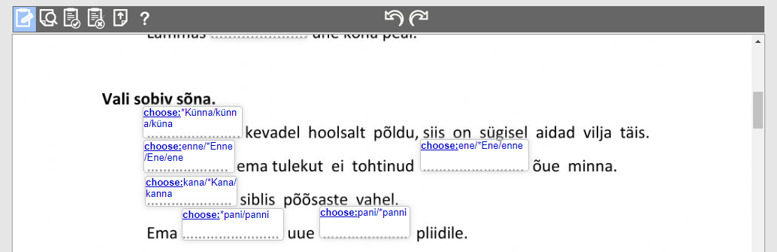 ?
ühe koha peal.
Vali sobiv sõna.
choose:*Künna/künn
a/küna
kevadel hoolsalt põldu, siis on sügisel aidad vilja täis.
choose:enne/*Enne
/Ene/ene
ema tulekut ei tohtinud
choose:ene/*Ene/enne
õue minna.
choose:kana/*Kana/
kanna
siblis põõsaste vahel.
Ema
choose:*pani/panni
uue
choose:pani/*panni
pliidile.